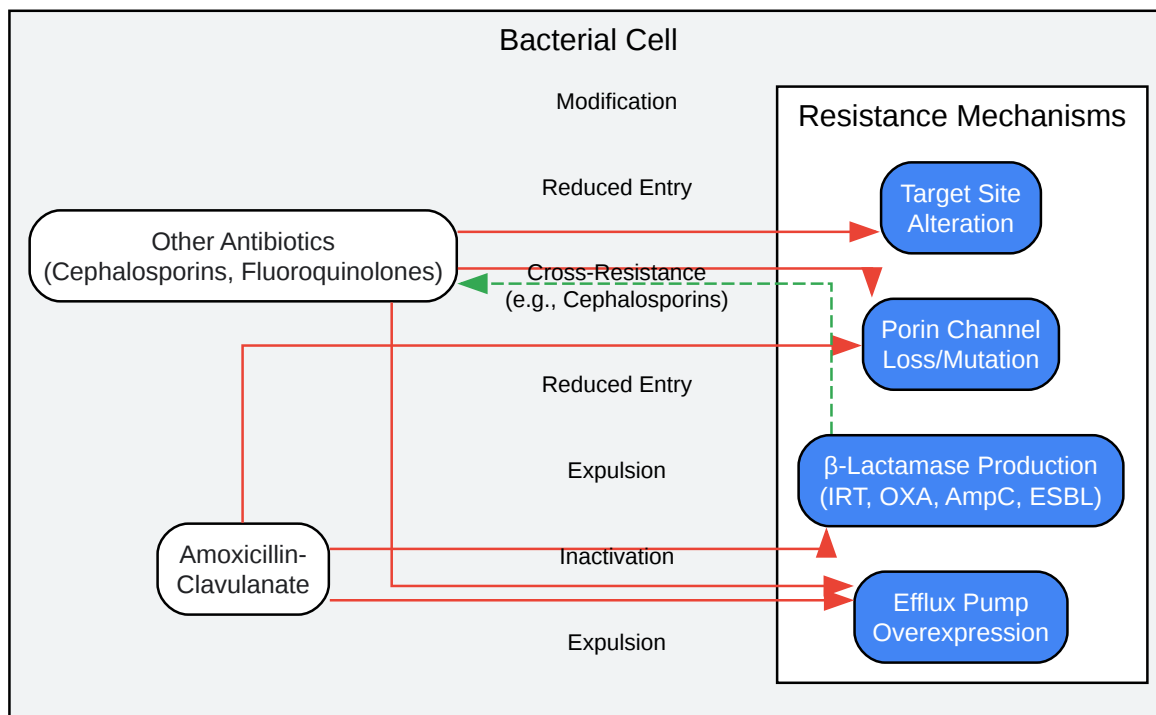 Bacterial Cell
Modification
Resistance Mechanisms
Reduced Entry
Target Site
Alteration
Other Antibiotics
(Cephalosporins, Fluoroquinolones)
Cross-Resistance
(e.g., Cephalosporins)
Porin Channel
Loss/Mutation
Reduced Entry
Expulsion
β-Lactamase Production
(IRT, OXA, AmpC, ESBL)
Amoxicillin-
Clavulanate
Inactivation
Efflux Pump
Overexpression
Expulsion